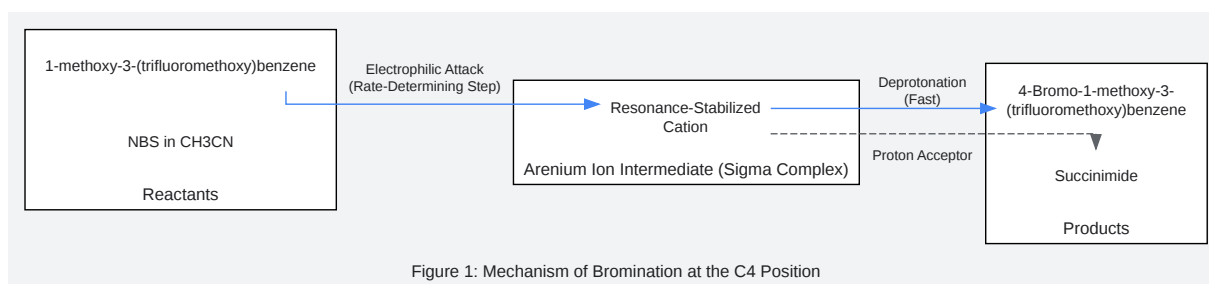 1-methoxy-3-(trifluoromethoxy)benzene
NBS in CH3CN
Reactants
Electrophilic Attack
(Rate-Determining Step)
Resonance-Stabilized
Cation
Arenium Ion Intermediate (Sigma Complex)
Deprotonation
(Fast)
Proton Acceptor
4-Bromo-1-methoxy-3-
(trifluoromethoxy)benzene
Succinimide
Products
Figure 1: Mechanism of Bromination at the C4 Position